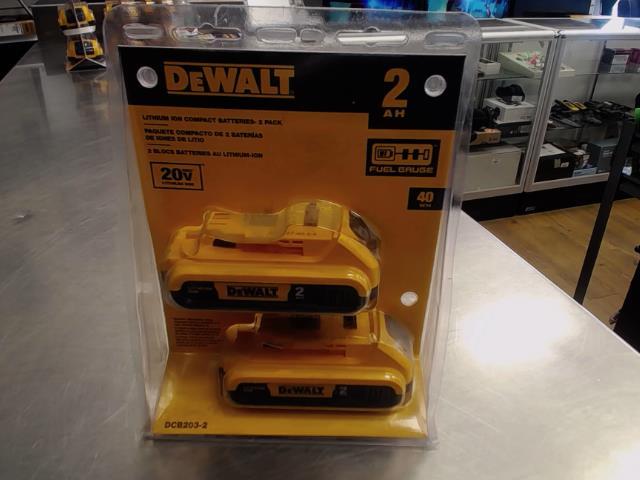 DEWALT
2
AH
LITHIUM ION COMPACT BATTERIES- 2 PACK
PAQUETE COMPACTO DE 2 BATERÍAS
DE IONES DE LITIO
2 BLOCS BATTERIES AU LITHIUM-ION
20V
FUEL GAUGE
40
DEWALT
2
DEWALT
2
DCB203-2